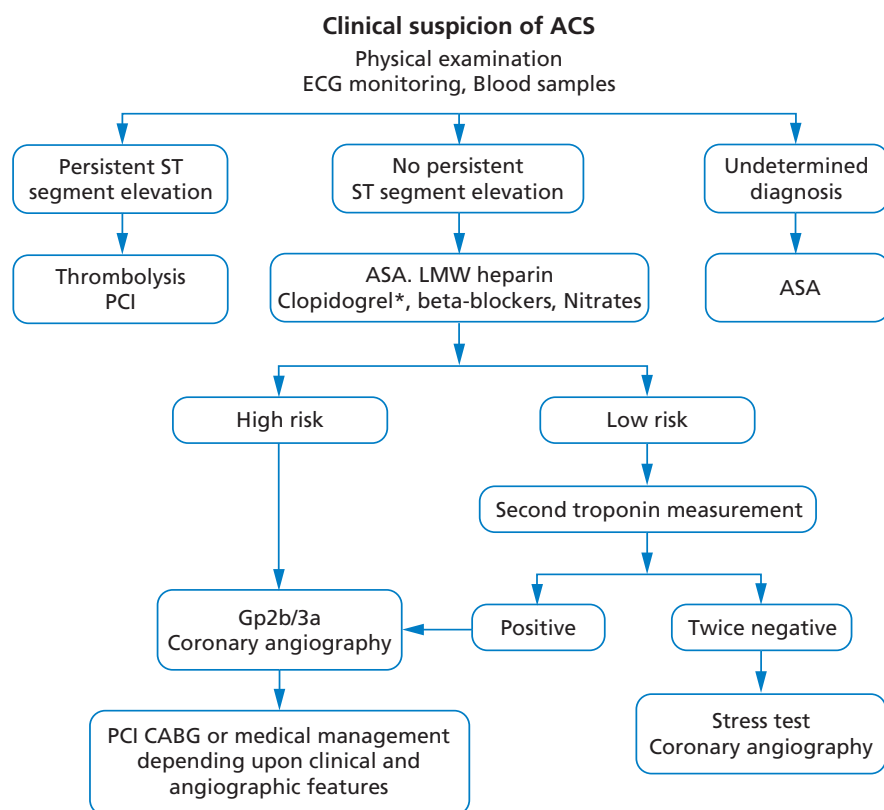 Clinical suspicion of ACS
Physical examination
ECG monitoring, Blood samples
Persistent ST
segment elevation
No persistent
ST segment elevation
Undetermined
diagnosis
Thrombolysis
PCI
ASA. LMW heparin
Clopidogrel*, beta-blockers, Nitrates
ASA
High risk
Low risk
Second troponin measurement
Gp2b/3a
Coronary angiography
Positive
Twice negative
PCI CABG or medical management
depending upon clinical and
angiographic features
Stress test
Coronary angiography